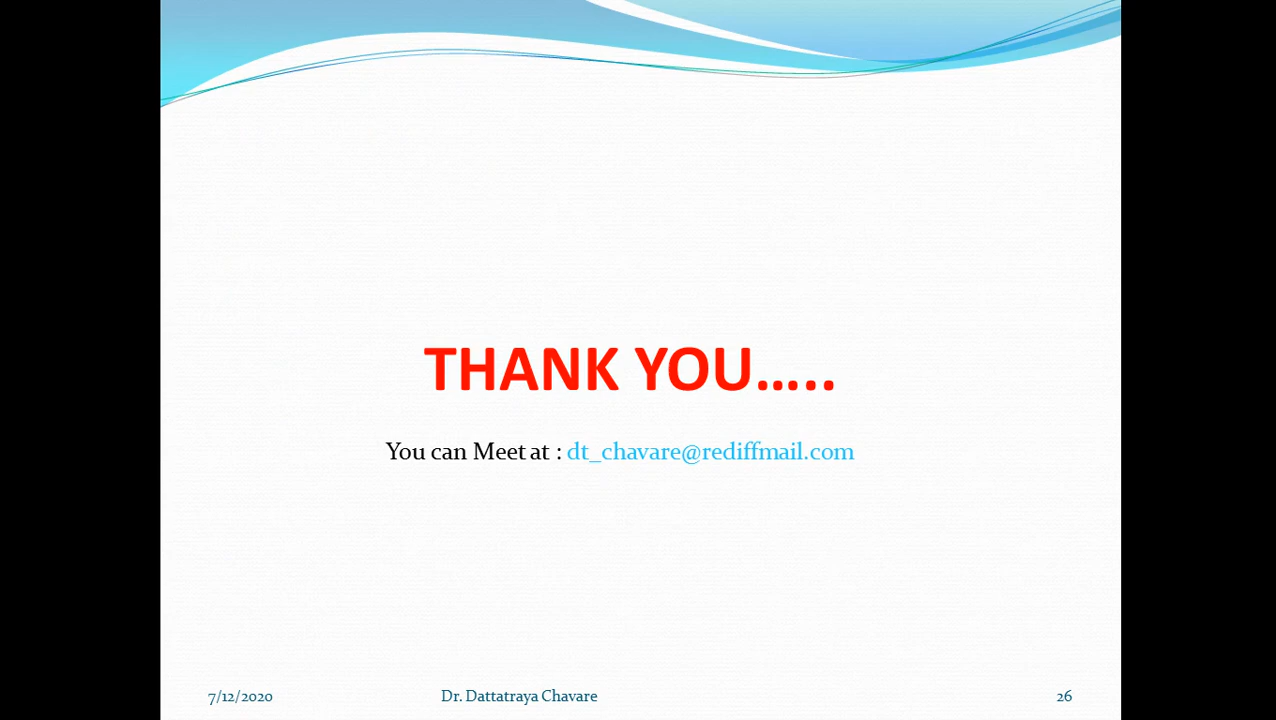 THANK YOU…..
You can Meet at : dt_chavare@rediffmail.com
7/12/2020 Dr. Dattatraya Chavare 26